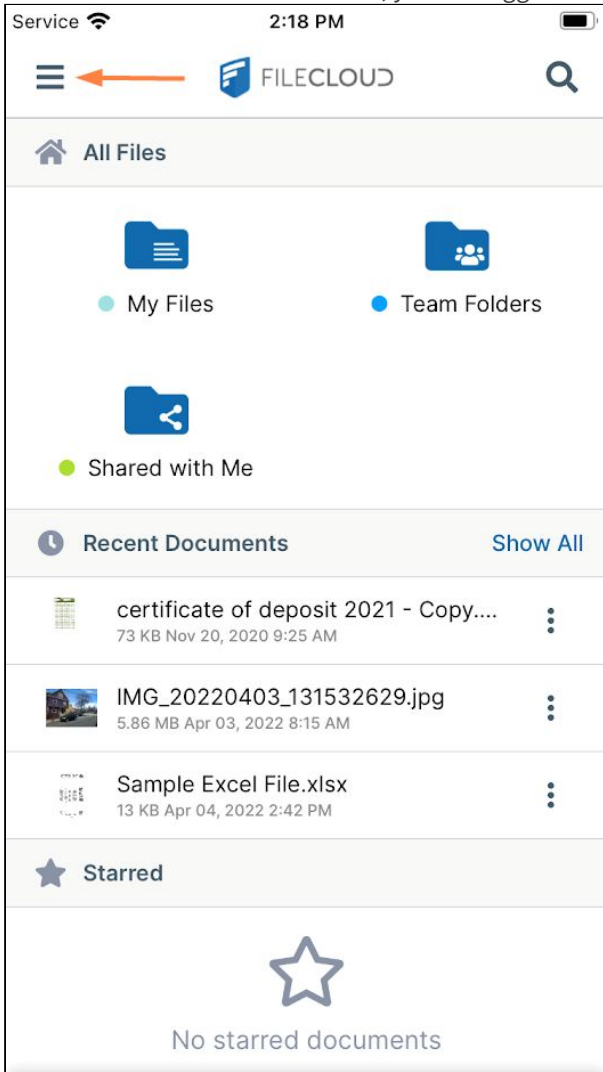 Service 2:18 PM
FILECLOUD
All Files
My Files Team Folders
Shared with Me
Recent Documents Show All
certificate of deposit 2021 - Copy....
73 KB Nov 20, 2020 9:25 AM
IMG_20220403_131532629.jpg
5.86 MB Apr 03, 2022 8:15 AM
Sample Excel File.xlsx
13 KB Apr 04, 2022 2:42 PM
Starred
No starred documents